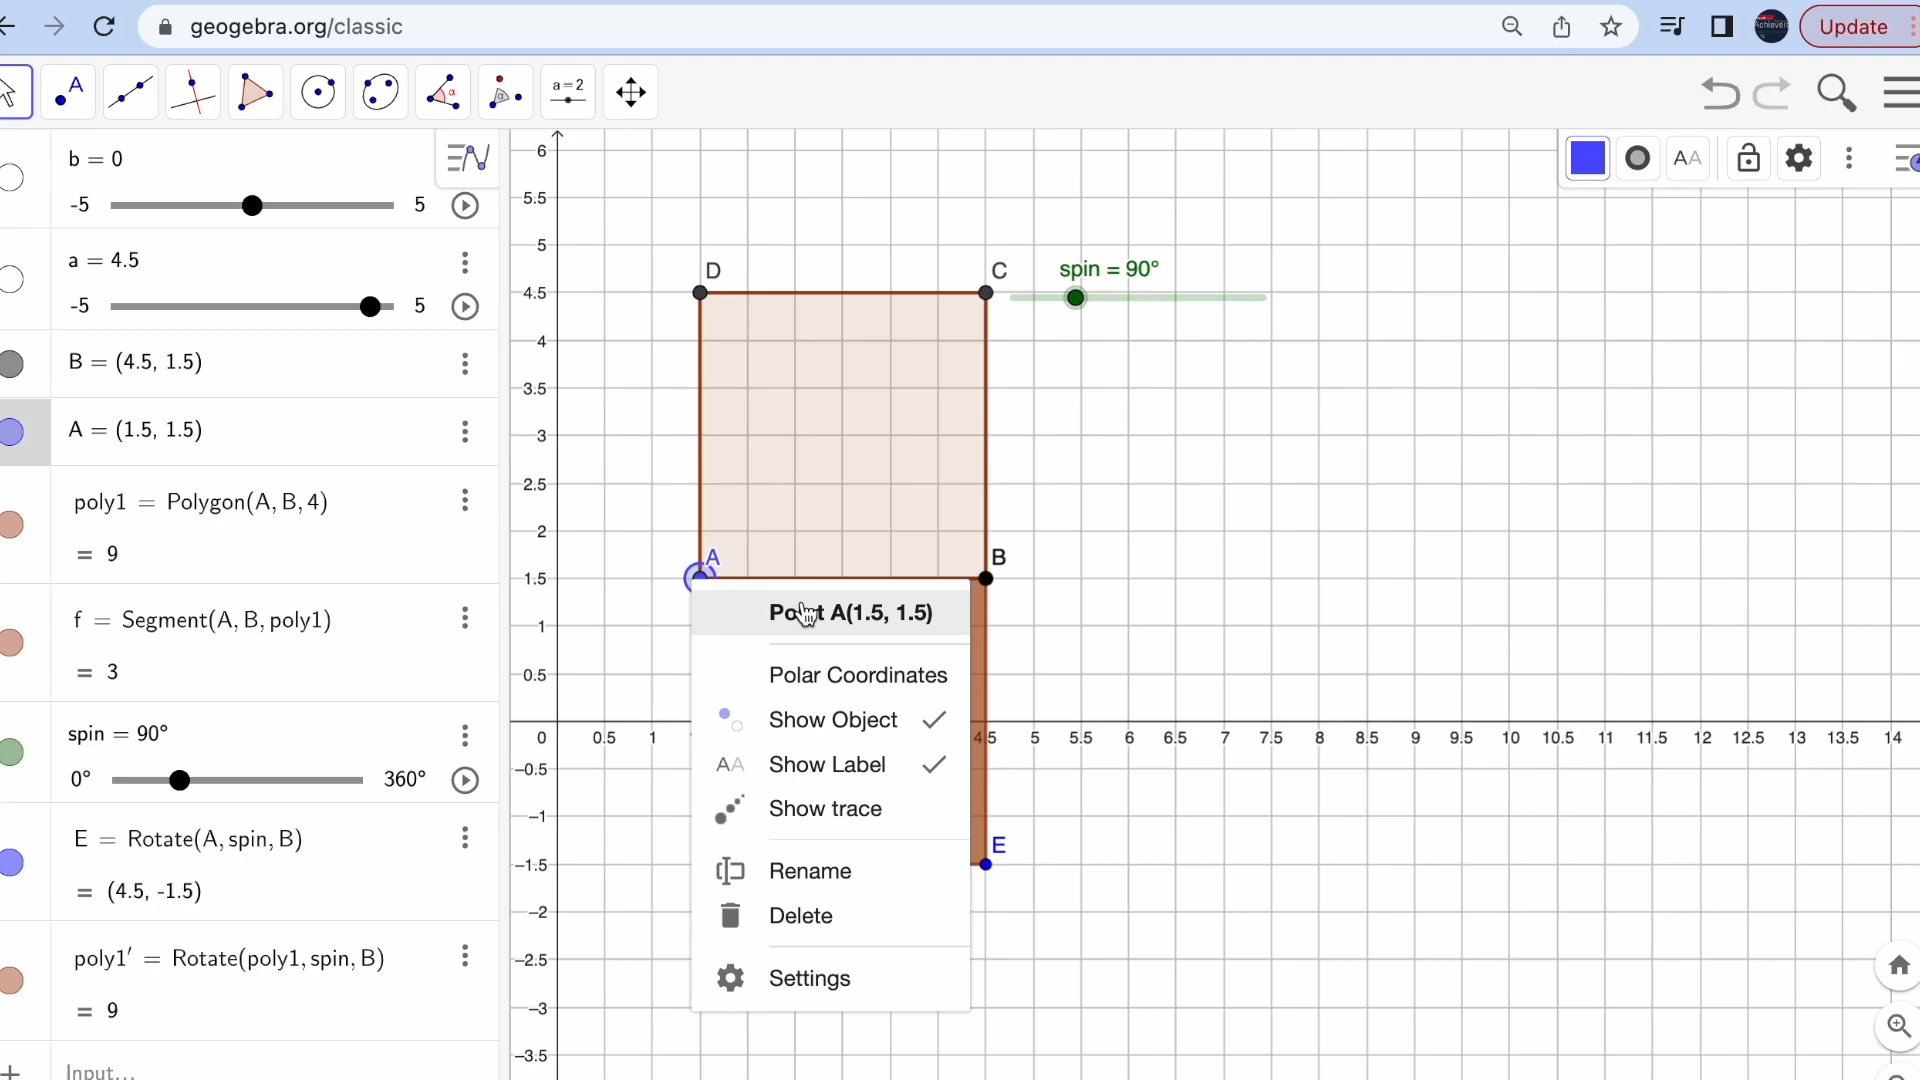 geogebra.org/classic
Update
A
α
α
a=2
b = 0
-5
5
a = 4.5
-5
5
B = (4.5, 1.5)
A = (1.5, 1.5)
poly1 = Polygon(A, B, 4)
= 9
f = Segment(A, B, poly1)
= 3
spin = 90°
0°
360°
E = Rotate(A, spin, B)
= (4.5, -1.5)
poly1′ = Rotate(poly1, spin, B)
= 9
Input...
AA
6
5.5
5
4.5
4
3.5
3
2.5
2
1.5
1
0.5
0
-0.5
-1
-1.5
-2
-2.5
-3
-3.5
D
C
spin = 90°
A
B
E
0.5 1 4.5 5 5.5 6 6.5 7 7.5 8 8.5 9 9.5 10 10.5 11 11.5 12 12.5 13 13.5 14
A(1.5, 1.5)
Polar Coordinates
Show Object
AA Show Label
Show trace
Rename
Delete
Settings